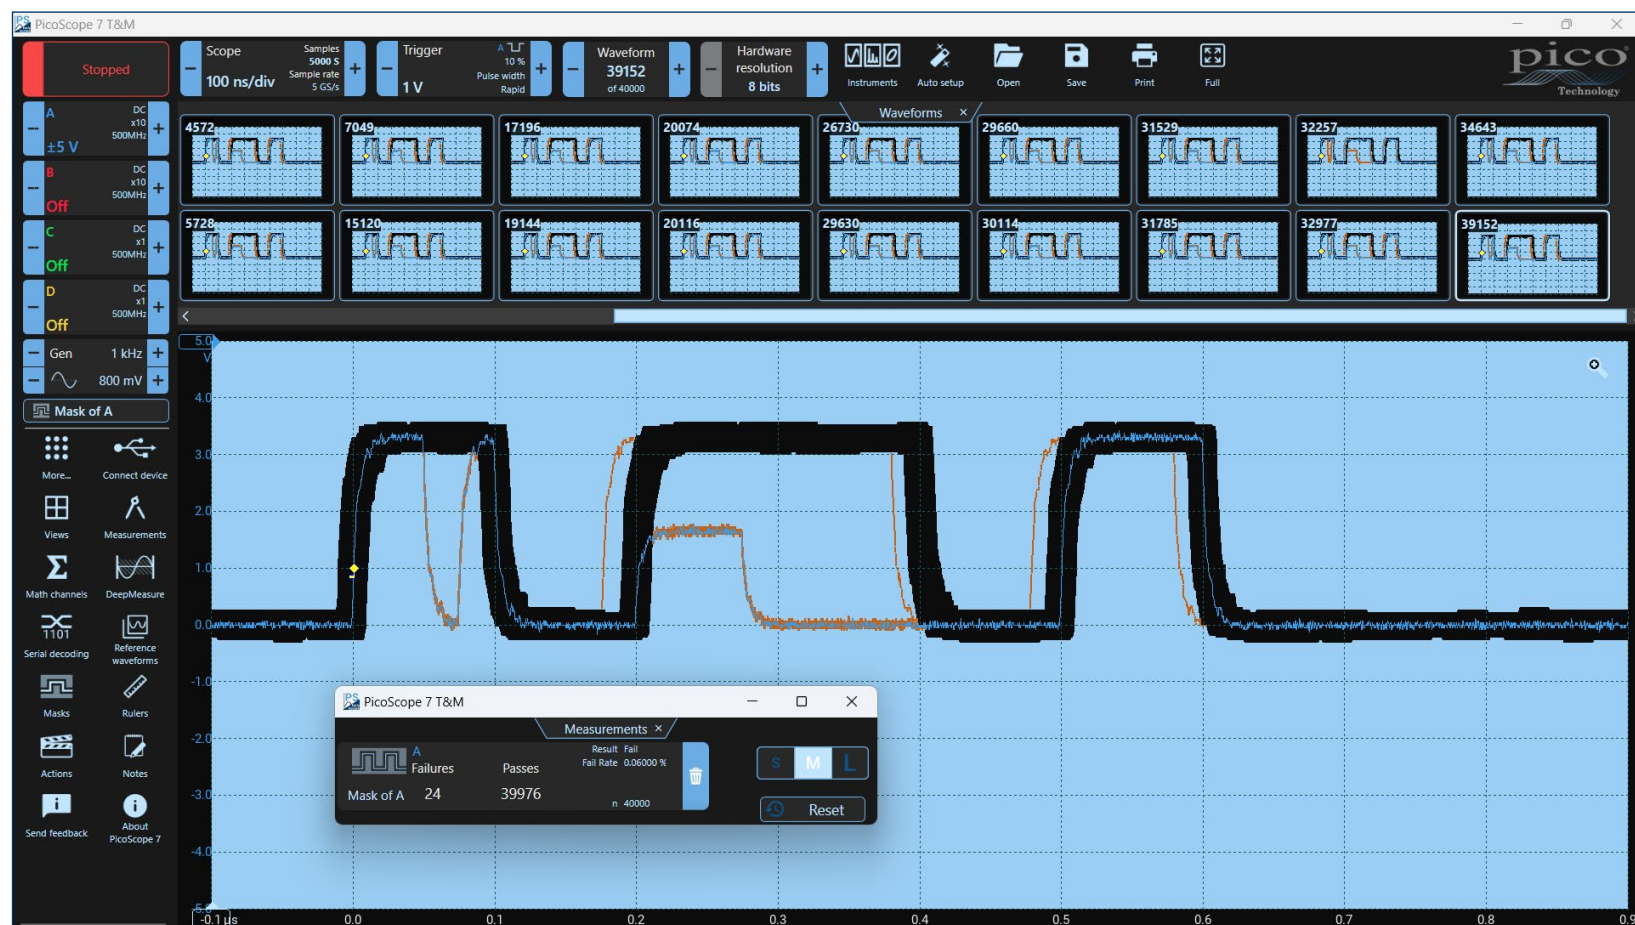 PicoScope 7 T&M
Stopped
Scope
100 ns/div
Samples
5000 S
Sample rate
5 GS/s
Trigger
1 V
A
10 %
Pulse width
Rapid
Waveform
39152
of 40000
Hardware
resolution
8 bits
Instruments
Auto setup
Open
Save
Print
Full
pico
Technology
A
±5 V
DC
x10
500MHz
B
Off
DC
x10
500MHz
C
Off
DC
x1
500MHz
D
Off
DC
x1
500MHz
Gen
1 kHz
800 mV
Mask of A
More...
Connect device
Views
Measurements
Math channels
DeepMeasure
Serial decoding
Reference
waveforms
Masks
Rulers
Actions
Notes
Send feedback
About
PicoScope 7
Waveforms ×
4572
7049
17196
20074
26730
29660
31529
32257
34643
5728
15120
19144
20116
29630
30114
31785
32977
39152
5.0
V
4.0
3.0
2.0
1.0
0.0
-1.0
-2.0
-3.0
-4.0
-5.0
-0.1 µs
0.0
0.1
0.2
0.3
0.4
0.5
0.6
0.7
0.8
0.9
PicoScope 7 T&M
Measurements ×
A
Failures
Passes
Result Fail
Fail Rate 0.06000 %
Mask of A
24
39976
n 40000
S
M
L
Reset